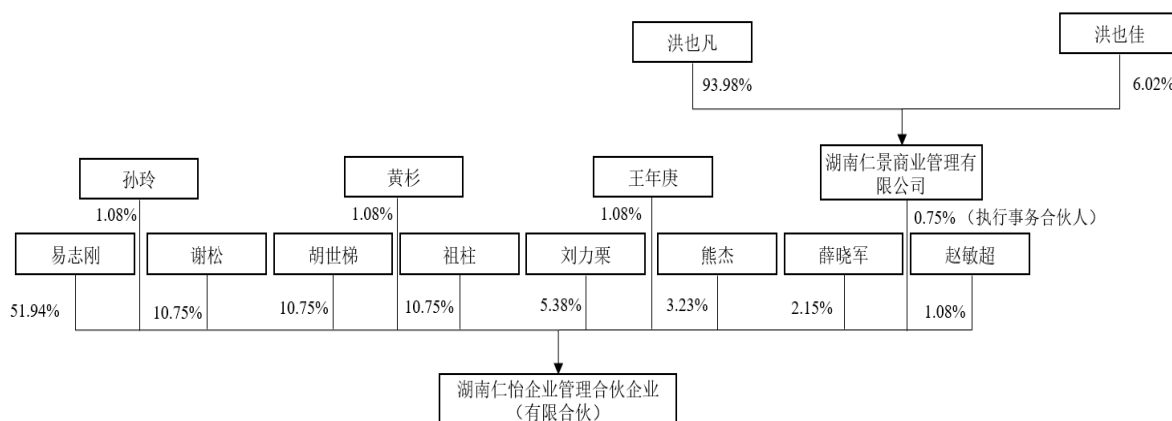 洪也凡
洪也佳
93.98%
6.02%
孙玲
黄杉
王年庚
湖南仁景商业管理有
限公司
1.08%
1.08%
1.08%
0.75%（执行事务合伙人）
易志刚
谢松
胡世梯
祖柱
刘力栗
熊杰
薛晓军
赵敏超
51.94%
10.75%
10.75%
10.75%
5.38%
3.23%
2.15%
1.08%
湖南仁怡企业管理合伙企业
（有限合伙）